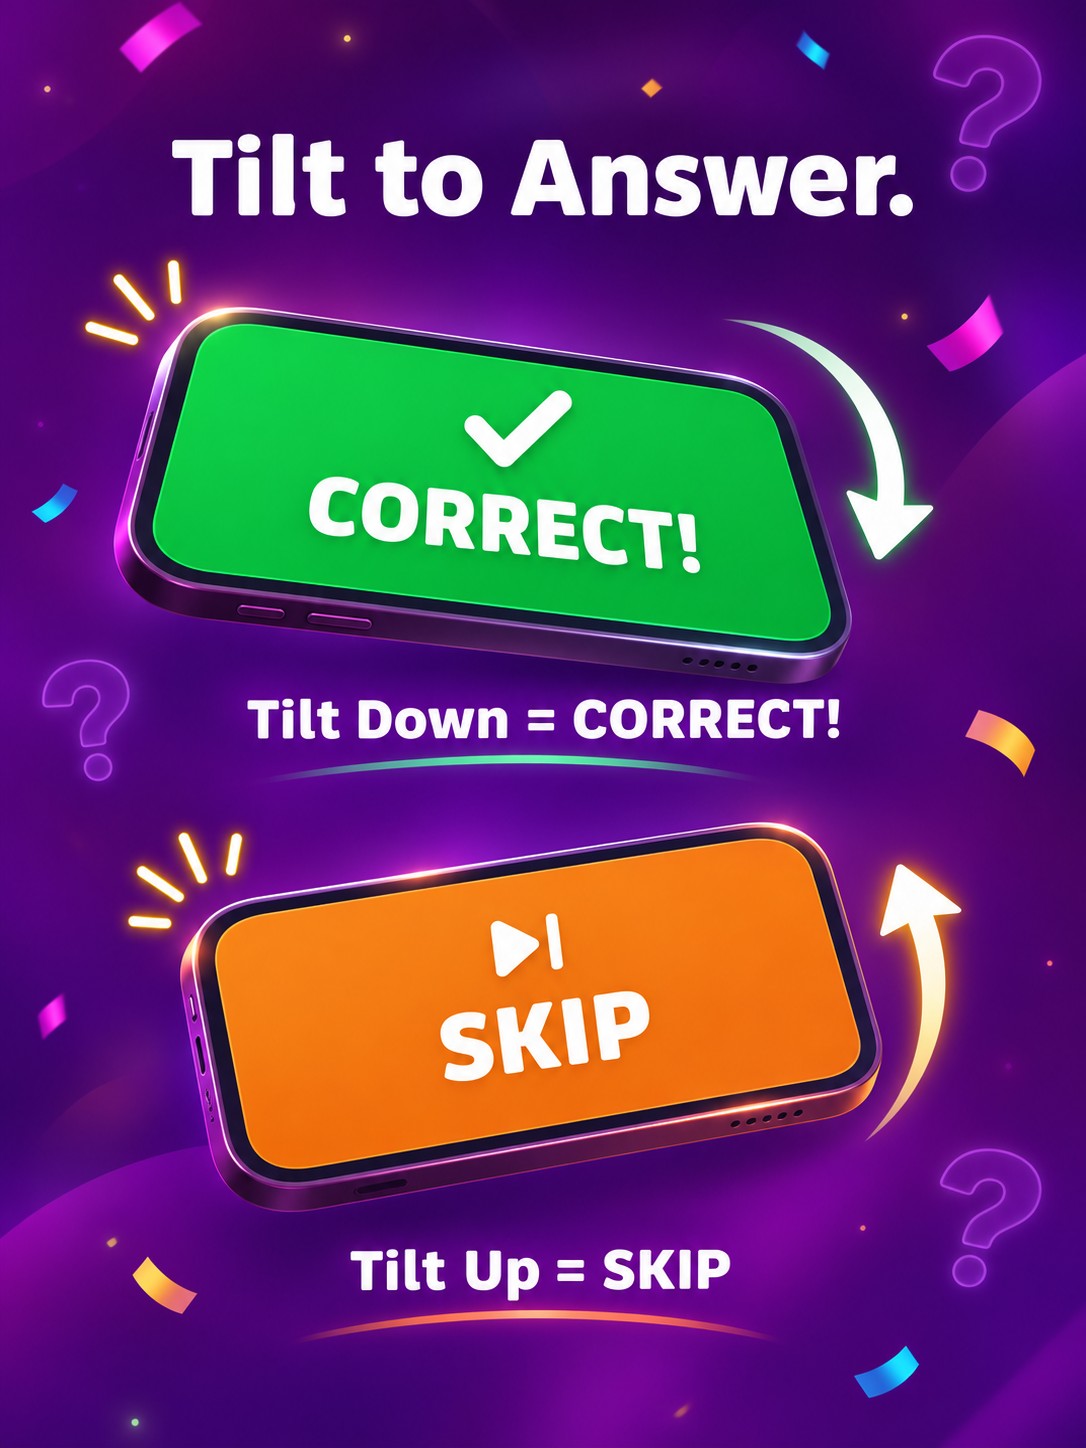 Tilt to Answer.
CORRECT!
Tilt Down = CORRECT!
SKIP
Tilt Up = SKIP